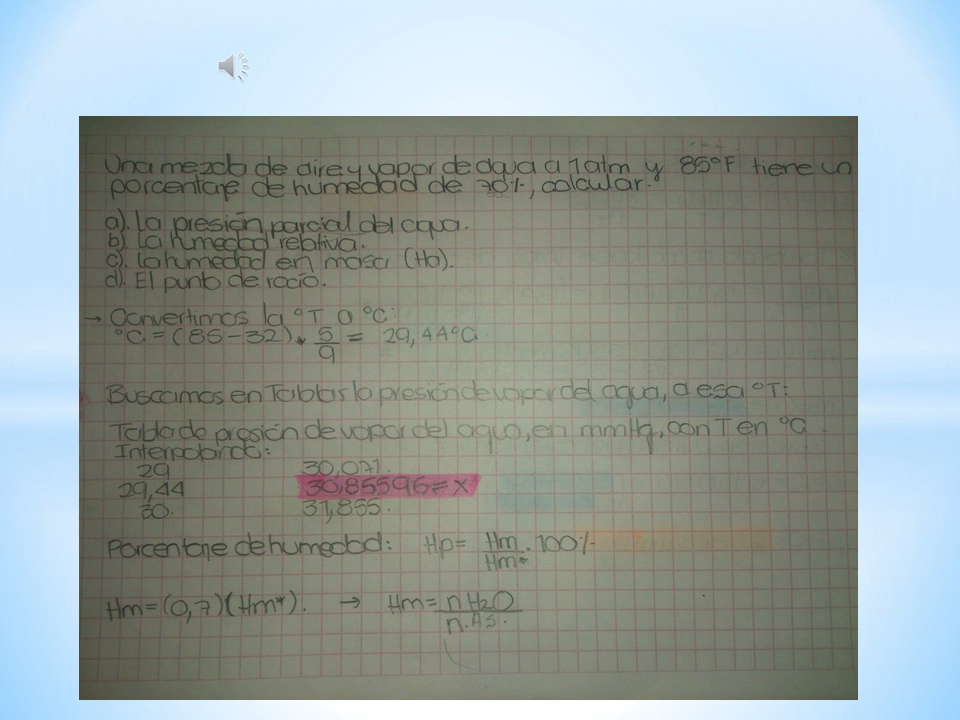 Una mezcla de aire y vapor de agua a 1 atm y 85°F tiene un
porcentaje de humedad de 70%, calcular:
a). La presión parcial del agua.
b). La humedad relativa.
c). La humedad en masa (Ha).
d). El punto de rocío.
→ Convertimos la °T a °C:
°C = (85-32) * 5/9 = 29,44°C
Buscamos en Tablas la presión de vapor del agua, a esa °T:
Tabla de presión de vapor del agua, en mmHg, con T en °C.
Interpolando:
29 30,071.
29,44 30,85596 = x
30. 31,855.
Porcentaje de humedad: Hp = Hm/Hm* . 100%
Hm = (0,7)(Hm*). → Hm = nH2O/n.A.S.